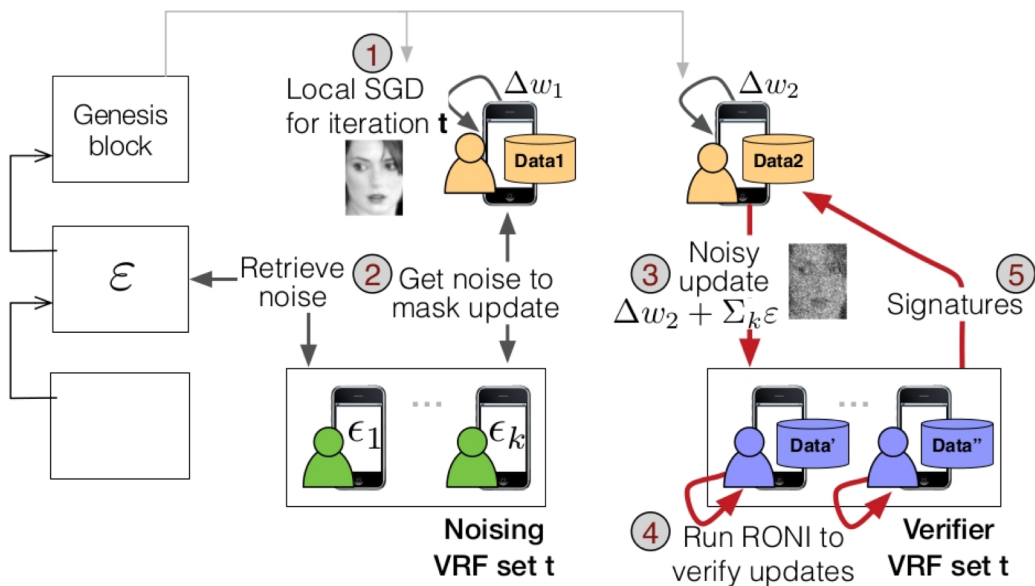 Genesis
block
ε
1
Local SGD
for iteration t
Δw₁
Data1
Δw₂
Data2
Retrieve
noise
2
Get noise to
mask update
3
Noisy
update
Δw₂ + Σₖε
5
Signatures
ϵ₁
...
ϵₖ
Noising
VRF set t
Data'
...
Data"
4
Run RONI to
verify updates
Verifier
VRF set t